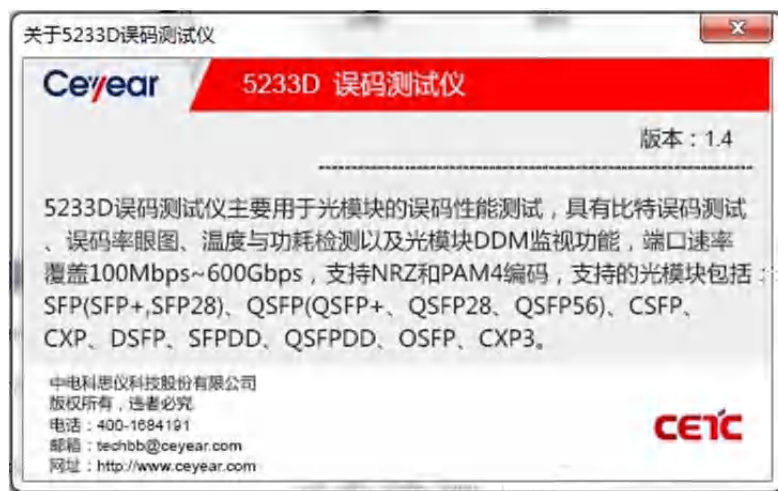 关于5233D误码测试仪
Ceyear
5233D 误码测试仪
版本：1.4
5233D误码测试仪主要用于光模块的误码性能测试，具有比特误码测试
、误码率眼图、温度与功耗检测以及光模块DDM监视功能，端口速率
覆盖100Mbps~600Gbps，支持NRZ和PAM4编码，支持的光模块包括：
SFP(SFP+,SFP28)、QSFP(QSFP+、QSFP28、QSFP56)、CSFP、
CXP、DSFP、SFPDD、QSFPDD、OSFP、CXP3。
中电科思仪科技股份有限公司
版权所有，违者必究
电话：400-1684191
邮箱：techbb@ceyear.com
网址：http://www.ceyear.com
CETC